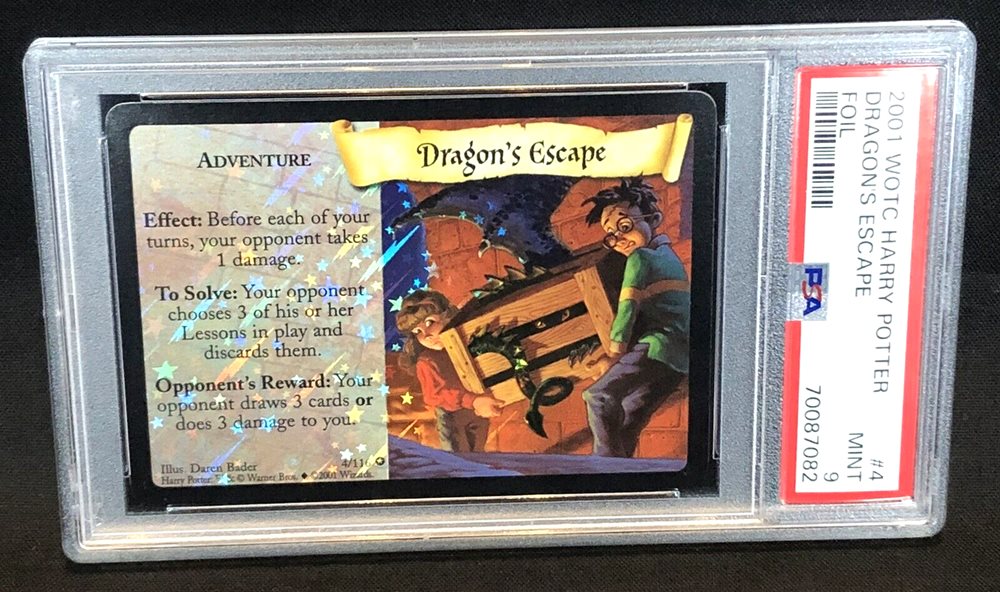 Dragon's Escape
ADVENTURE
Effect: Before each of your
turns, your opponent takes
1 damage.
To Solve: Your opponent
chooses 3 of his or her
Lessons in play and
discards them.
Opponent's Reward: Your
opponent draws 3 cards or
does 3 damage to you.
Illus. Daren Bader
4/116
Harry Potter & © Warner Bros. ◆ ©2001 Wizards.
2001 WOTC HARRY POTTER #4
DRAGON'S ESCAPE MINT
FOIL 9
PSA
70087082